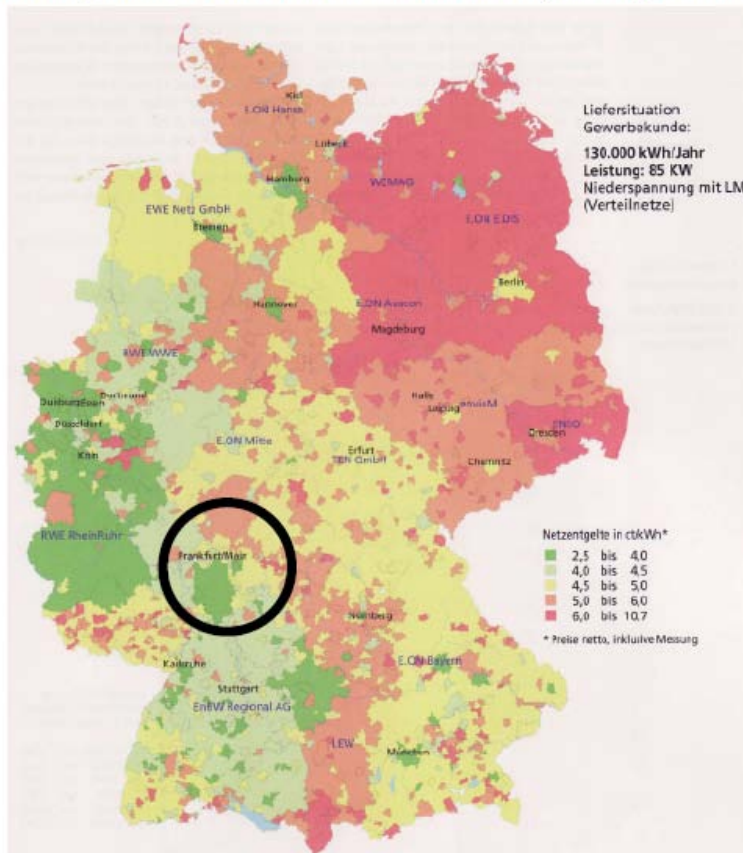 Liefersituation
Gewerbekunde:
130.000 kWh/Jahr
Leistung: 85 KW
Niederspannung mit LM
(Verteilnetze)
Kiel
E.ON Hanse
Lübeck
Hamburg
WEMAG
EWE Netz GmbH
Bremen
E.ON E.DIS
Berlin
Hannover
E.ON Avacon
Magdeburg
RWE WWE
Duisburg
Essen
Dortmund
Düsseldorf
Halle
Leipzig
enviaM
ENSO
Dresden
Köln
E.ON Mitte
Erfurt
TEN GmbH
Chemnitz
RWE RheinRuhr
Frankfurt/Main
Netzentgelte in ct/kWh*
2,5 bis 4,0
4,0 bis 4,5
4,5 bis 5,0
5,0 bis 6,0
6,0 bis 10,7
* Preise netto, inklusive Messung
Nürnberg
Karlsruhe
E.ON Bayern
Stuttgart
EnBW Regional AG
LEW
München